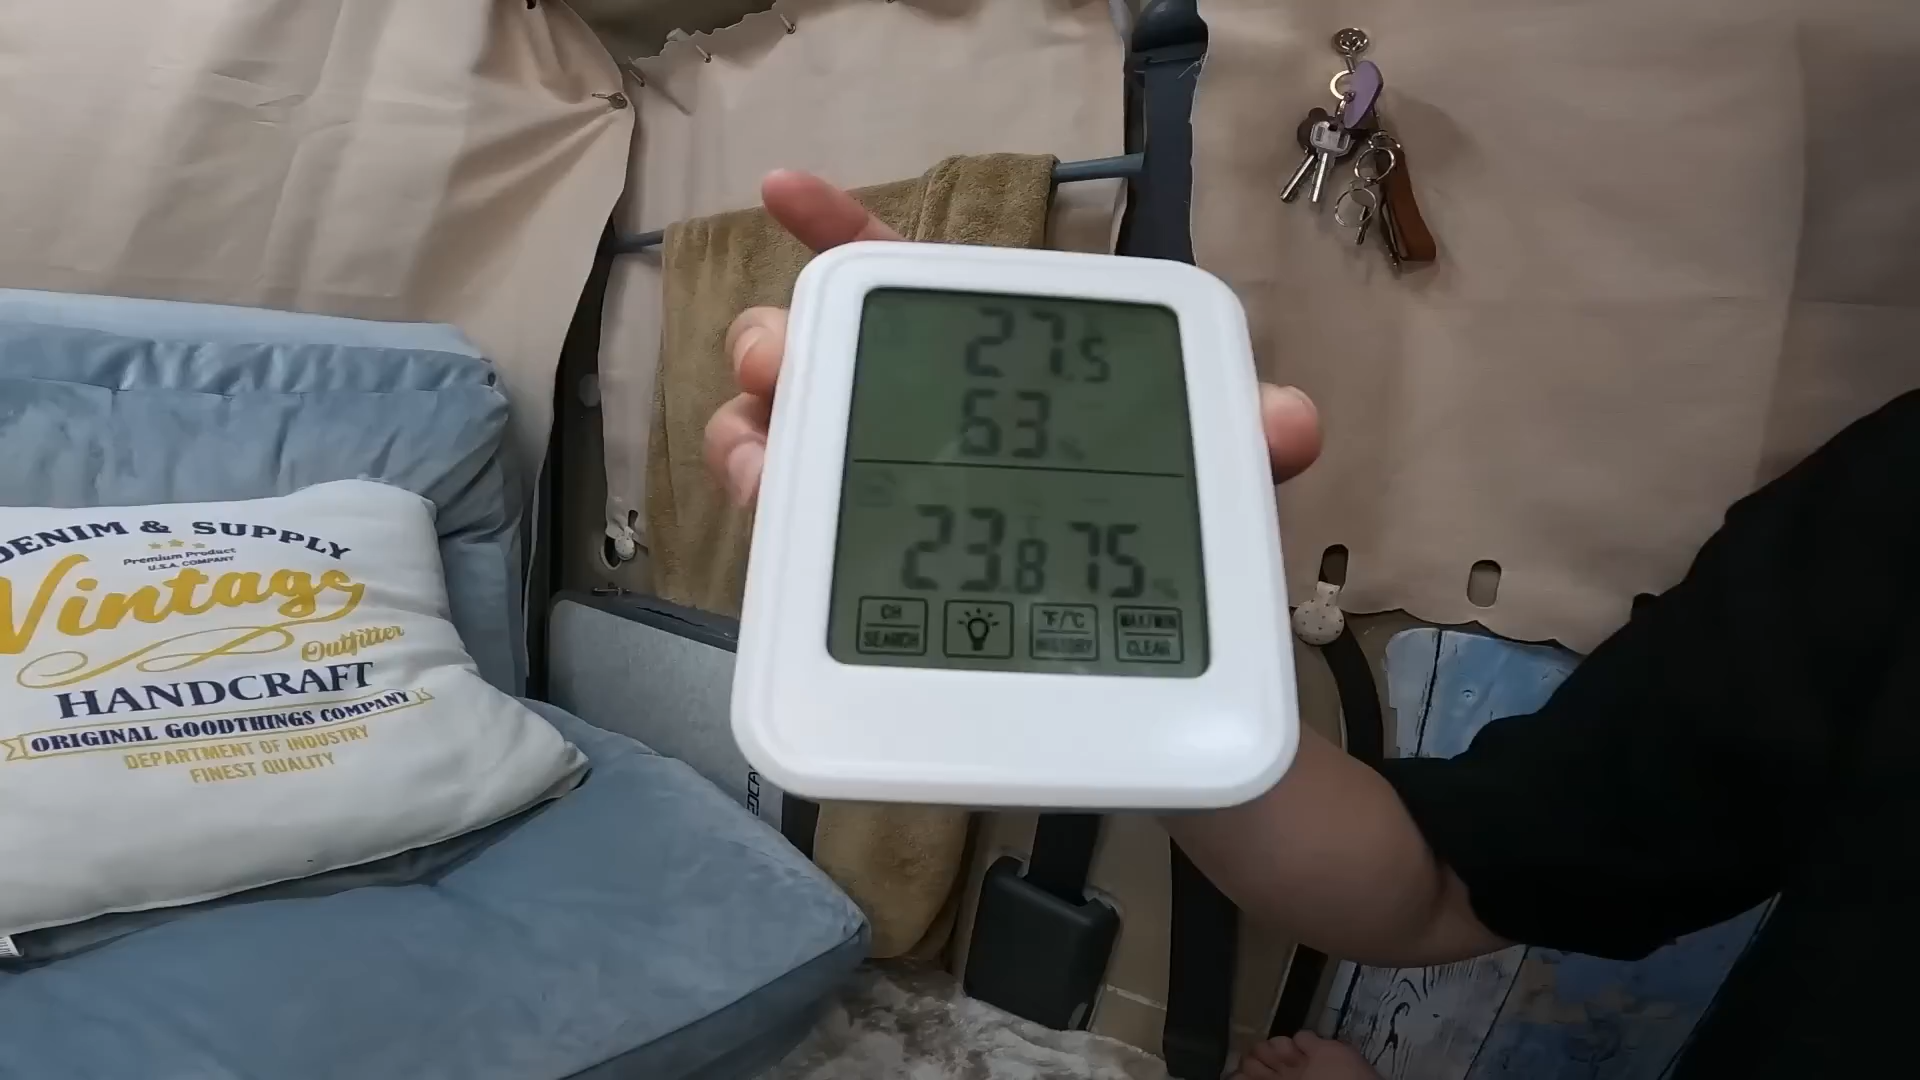 DENIM & SUPPLY
Premium Product
U.S.A. COMPANY
Vintage
Outfitter
HANDCRAFT
ORIGINAL GOODTHINGS COMPANY
DEPARTMENT OF INDUSTRY
FINEST QUALITY
27.5
63%
23.8 75%
CH
SEARCH
°F/°C
HISTORY
MAX/MIN
CLEAR